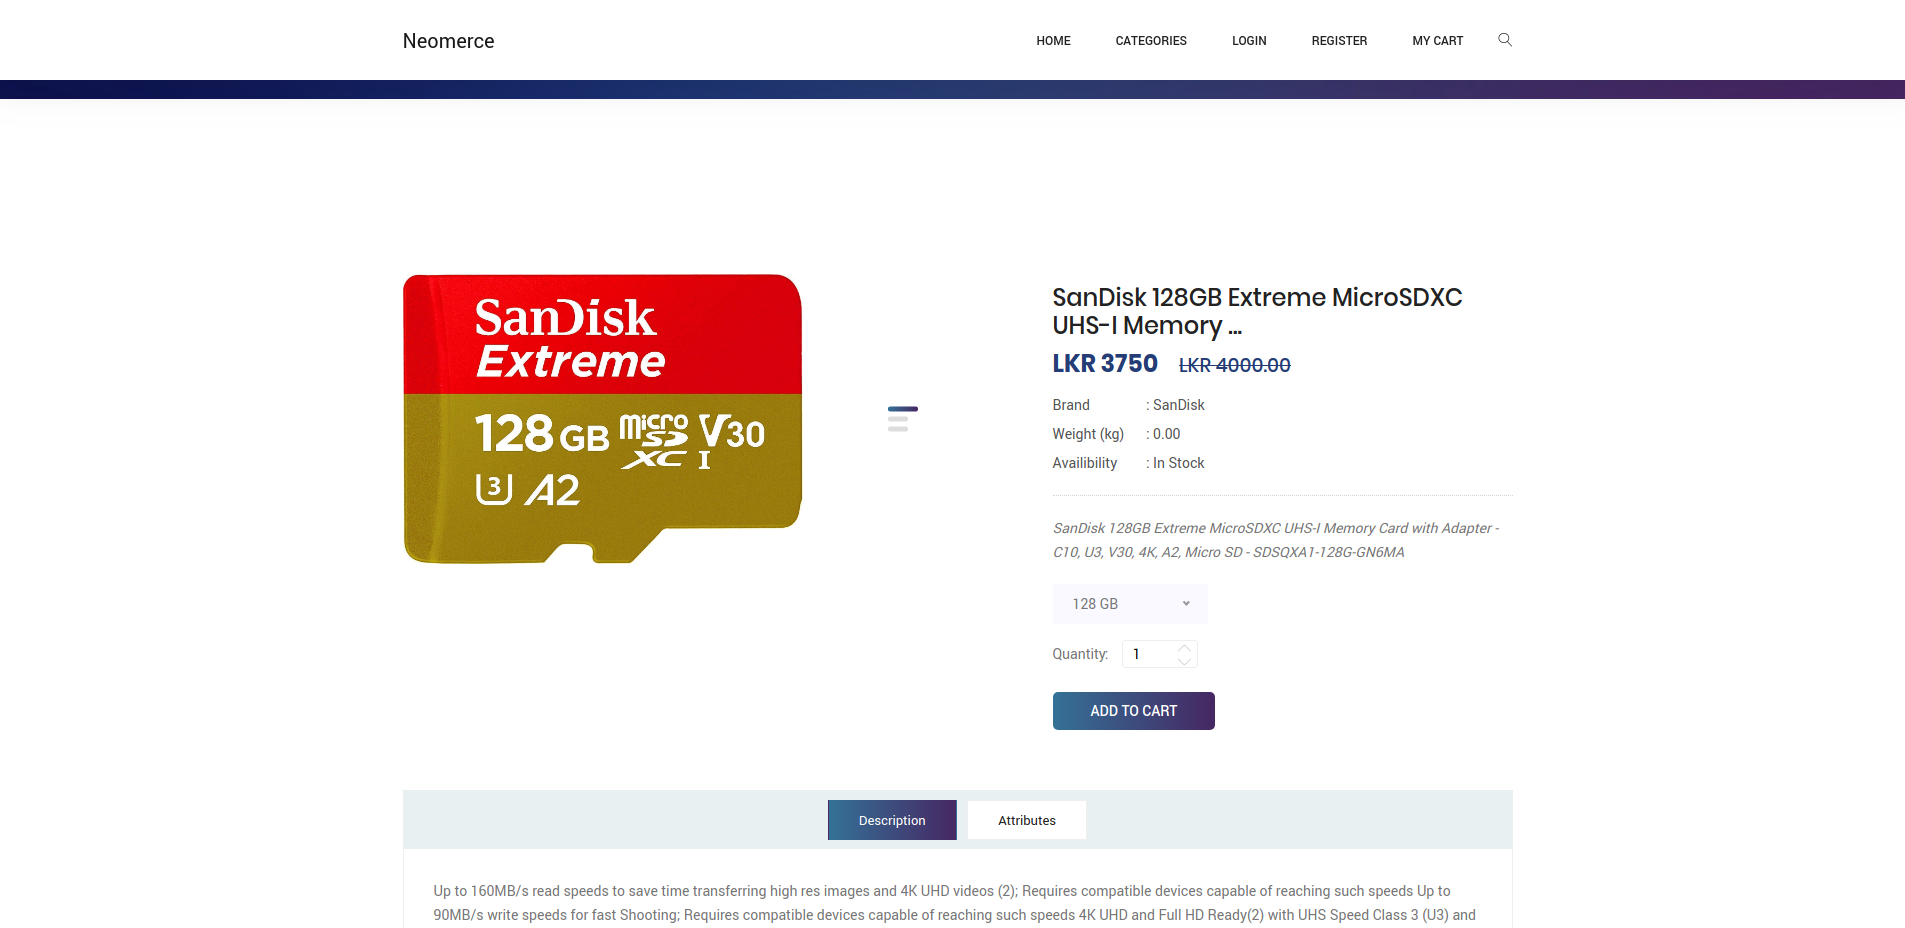 Neomerce
HOME
CATEGORIES
LOGIN
REGISTER
MY CART
SanDisk
Extreme
128GB micro SD XC I V30
U3 A2
SanDisk 128GB Extreme MicroSDXC
UHS-I Memory ...
LKR 3750 LKR 4000.00
Brand : SanDisk
Weight (kg) : 0.00
Availibility : In Stock
SanDisk 128GB Extreme MicroSDXC UHS-I Memory Card with Adapter -
C10, U3, V30, 4K, A2, Micro SD - SDSQXA1-128G-GN6MA
128 GB
Quantity: 1
ADD TO CART
Description
Attributes
Up to 160MB/s read speeds to save time transferring high res images and 4K UHD videos (2); Requires compatible devices capable of reaching such speeds Up to
90MB/s write speeds for fast Shooting; Requires compatible devices capable of reaching such speeds 4K UHD and Full HD Ready(2) with UHS Speed Class 3 (U3) and